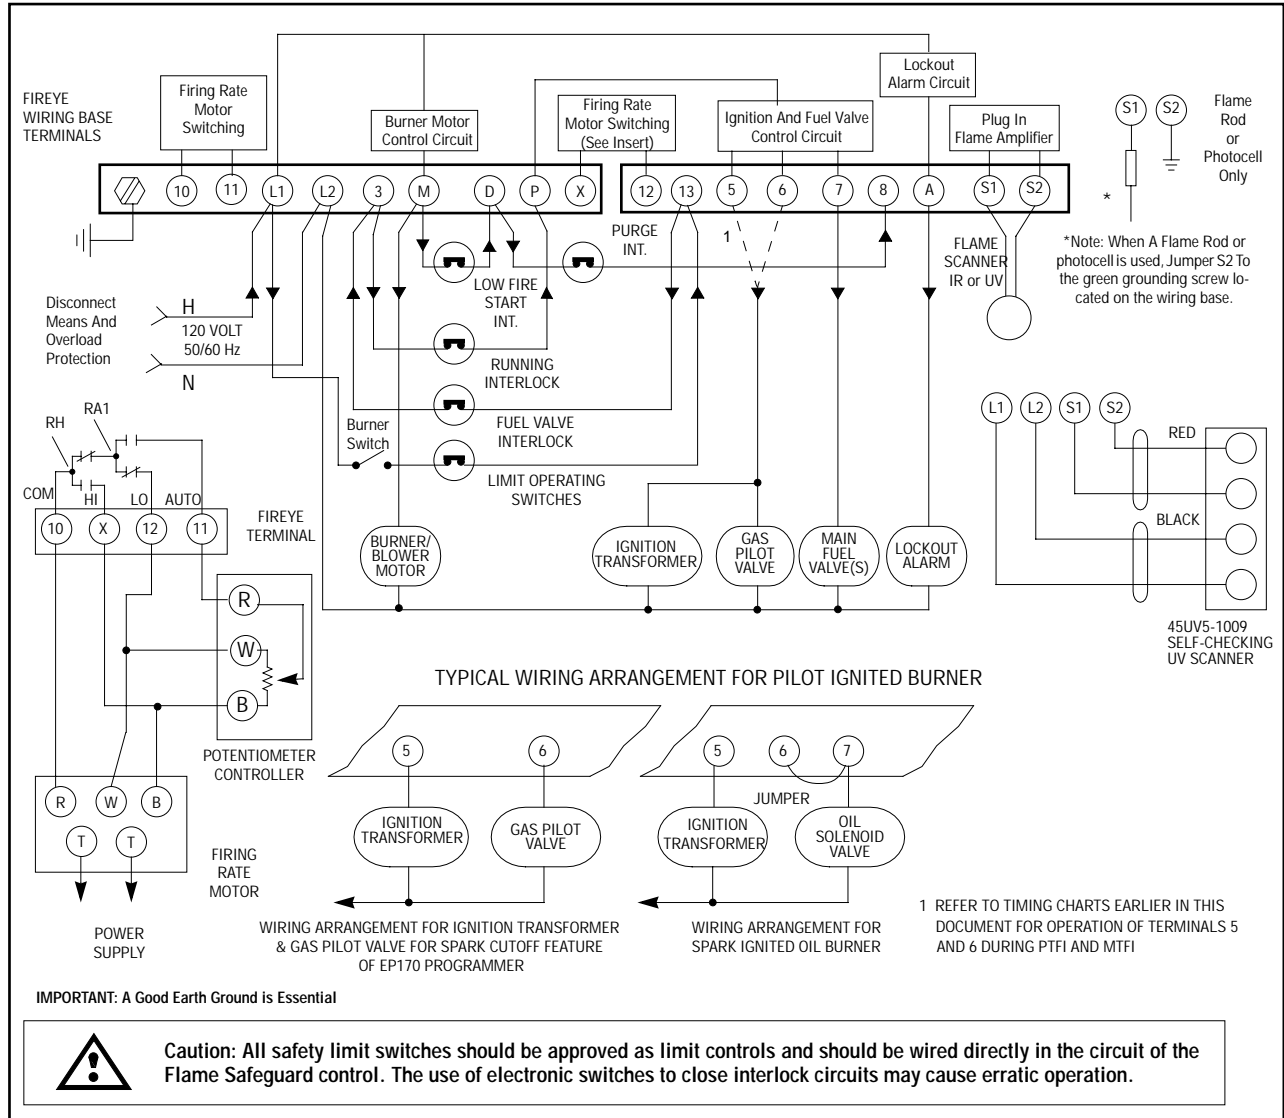 FIREYE
WIRING BASE
TERMINALS
Firing Rate
Motor
Switching
Burner Motor
Control Circuit
Firing Rate
Motor Switching
(See Insert)
Ignition And Fuel Valve
Control Circuit
Lockout
Alarm Circuit
Plug In
Flame Amplifier
S1 S2
Flame
Rod
or
Photocell
Only
*
*Note: When A Flame Rod or
photocell is used, Jumper S2 To
the green grounding screw lo-
cated on the wiring base.
10 11 L1 L2 3 M D P X 12 13 5 6 7 8 A S1 S2
PURGE
INT.
1
FLAME
SCANNER
IR or UV
LOW FIRE
START
INT.
Disconnect
Means And
Overload
Protection
H
120 VOLT
50/60 Hz
N
RUNNING
INTERLOCK
FUEL VALVE
INTERLOCK
Burner
Switch
LIMIT OPERATING
SWITCHES
L1 L2 S1 S2
RED
BLACK
45UV5-1009
SELF-CHECKING
UV SCANNER
RH
RA1
COM HI LO AUTO
10 X 12 11
FIREYE
TERMINAL
BURNER/
BLOWER
MOTOR
IGNITION
TRANSFORMER
GAS
PILOT
VALVE
MAIN
FUEL
VALVE(S)
LOCKOUT
ALARM
R
W
B
POTENTIOMETER
CONTROLLER
TYPICAL WIRING ARRANGEMENT FOR PILOT IGNITED BURNER
R W B
T T
FIRING
RATE
MOTOR
POWER
SUPPLY
5 6
IGNITION
TRANSFORMER
GAS PILOT
VALVE
WIRING ARRANGEMENT FOR IGNITION TRANSFORMER
& GAS PILOT VALVE FOR SPARK CUTOFF FEATURE
OF EP170 PROGRAMMER
5 6 7
JUMPER
IGNITION
TRANSFORMER
OIL
SOLENOID
VALVE
WIRING ARRANGEMENT FOR
SPARK IGNITED OIL BURNER
1 REFER TO TIMING CHARTS EARLIER IN THIS
DOCUMENT FOR OPERATION OF TERMINALS 5
AND 6 DURING PTFI AND MTFI
IMPORTANT: A Good Earth Ground is Essential
Caution: All safety limit switches should be approved as limit controls and should be wired directly in the circuit of the
Flame Safeguard control. The use of electronic switches to close interlock circuits may cause erratic operation.